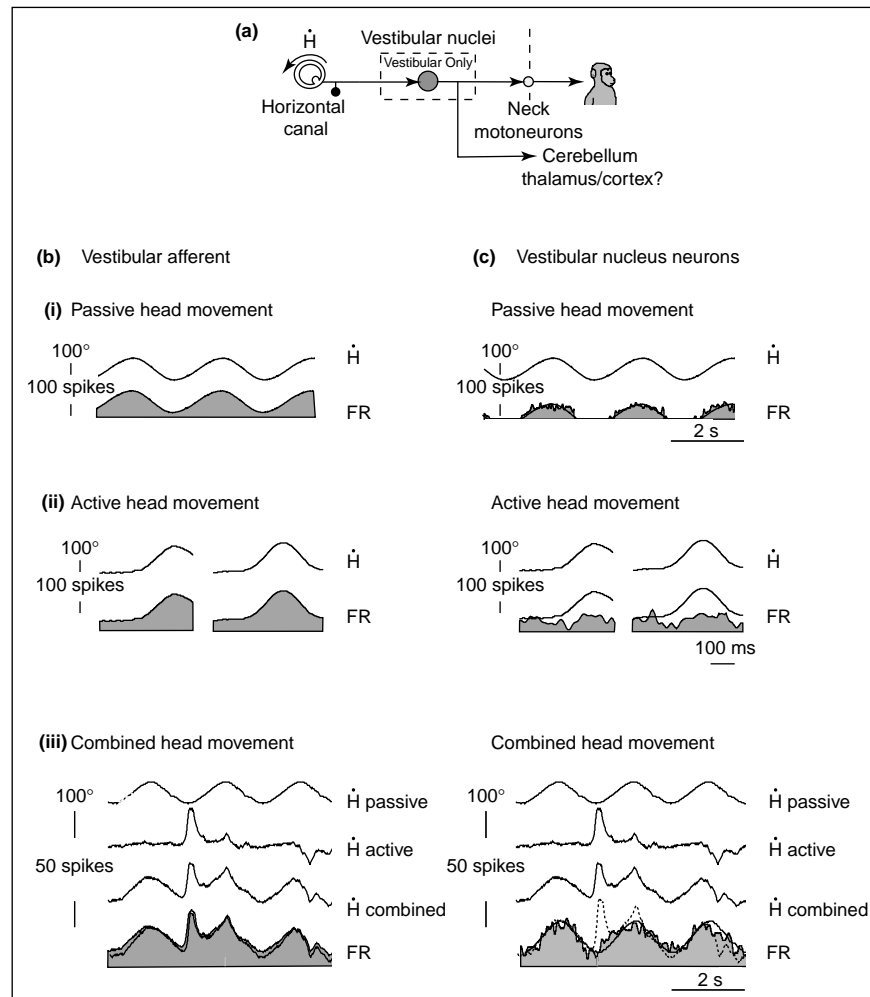 (a)
Ḣ
Vestibular nuclei
Vestibular Only
Horizontal
canal
Neck
motoneurons
Cerebellum
thalamus/cortex?
(b) Vestibular afferent
(c) Vestibular nucleus neurons
(i) Passive head movement
100°
100 spikes
Ḣ
FR
Passive head movement
100°
100 spikes
Ḣ
FR
2 s
(ii) Active head movement
100°
100 spikes
Ḣ
FR
Active head movement
100°
100 spikes
Ḣ
FR
100 ms
(iii) Combined head movement
100°
50 spikes
Ḣ passive
Ḣ active
Ḣ combined
FR
Combined head movement
100°
50 spikes
Ḣ passive
Ḣ active
Ḣ combined
FR
2 s